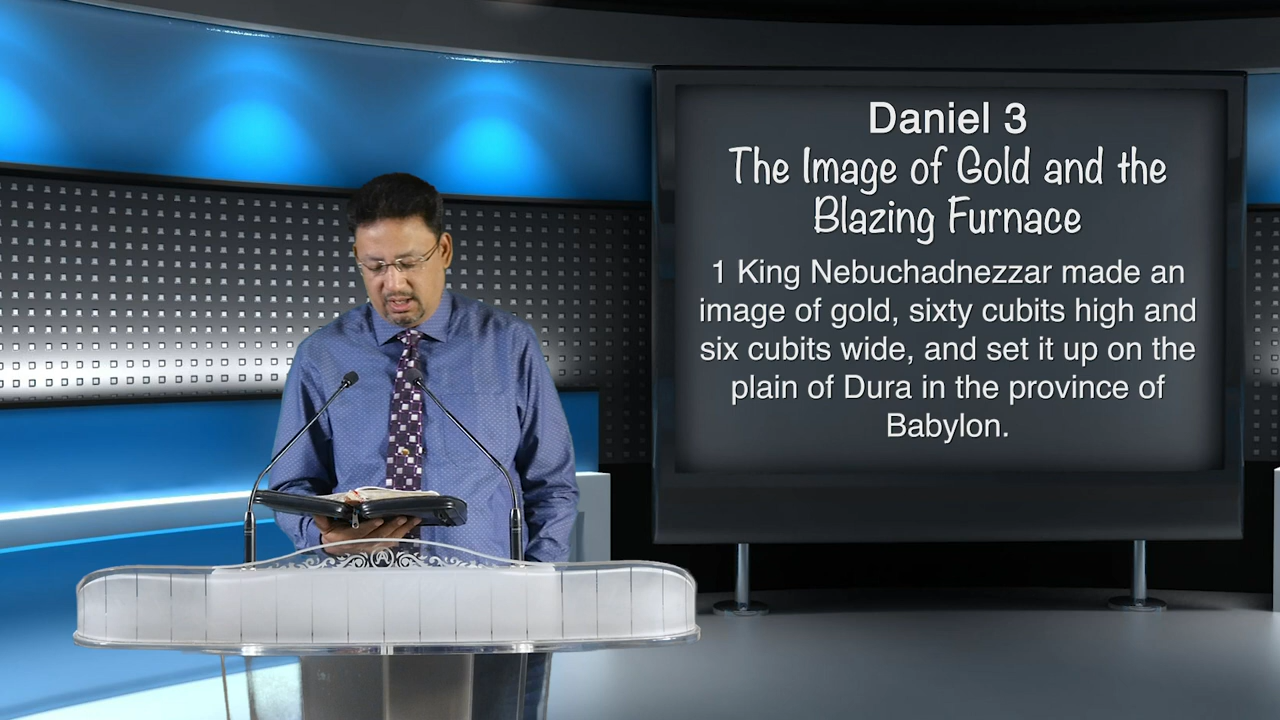 Daniel 3
The Image of Gold and the
Blazing Furnace
1 King Nebuchadnezzar made an
image of gold, sixty cubits high and
six cubits wide, and set it up on the
plain of Dura in the province of
Babylon.